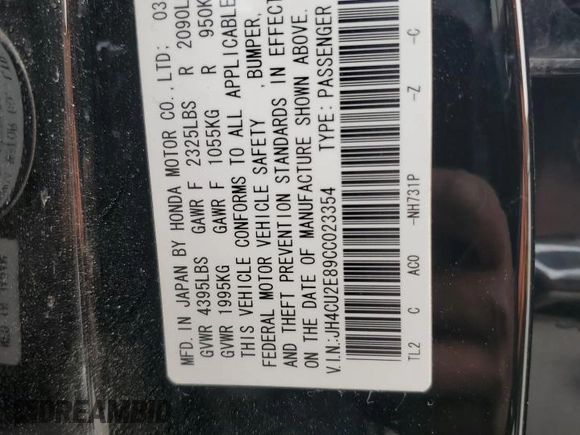 MFD. IN JAPAN BY HONDA MOTOR CO., LTD: 03
GVWR 4395LBS GAWR F 2325LBS R 2090L
GVWR 1995KG GAWR F 1055KG R 950K
THIS VEHICLE CONFORMS TO ALL APPLICABLE
FEDERAL MOTOR VEHICLE SAFETY , BUMPER,
AND THEFT PREVENTION STANDARDS IN EFFECT
ON THE DATE OF MANUFACTURE SHOWN ABOVE.
V.I.N:JH4CU2E89CC023354 TYPE: PASSENGER
TL2 C AC0 -NH731P -Z -C
DREAMBID